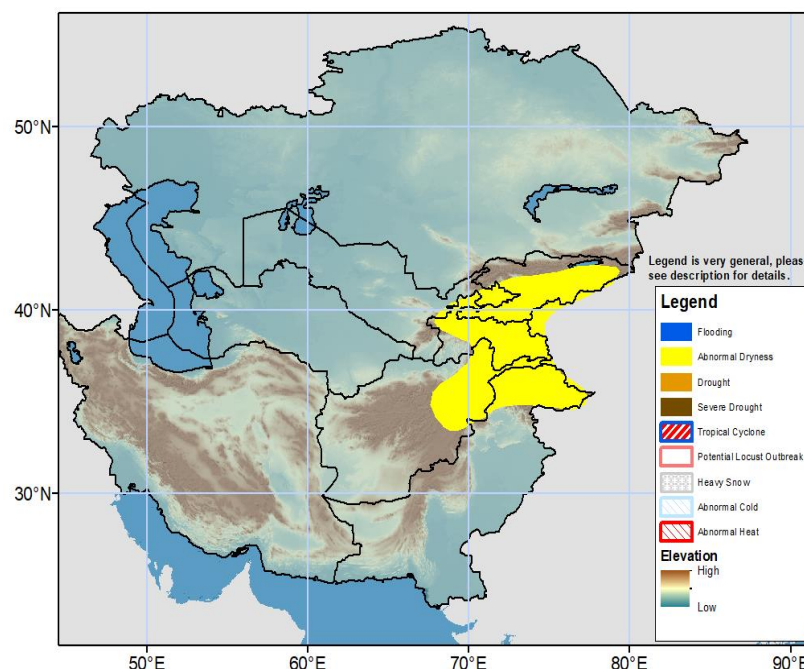 50°N
40°N
30°N
50°E
60°E
70°E
80°E
90°E
Legend is very general, pleas
see description for details.
Legend
Flooding
Abnormal Dryness
Drought
Severe Drought
Tropical Cyclone
Potential Locust Outbreak
Heavy Snow
Abnormal Cold
Abnormal Heat
Elevation
High
Low